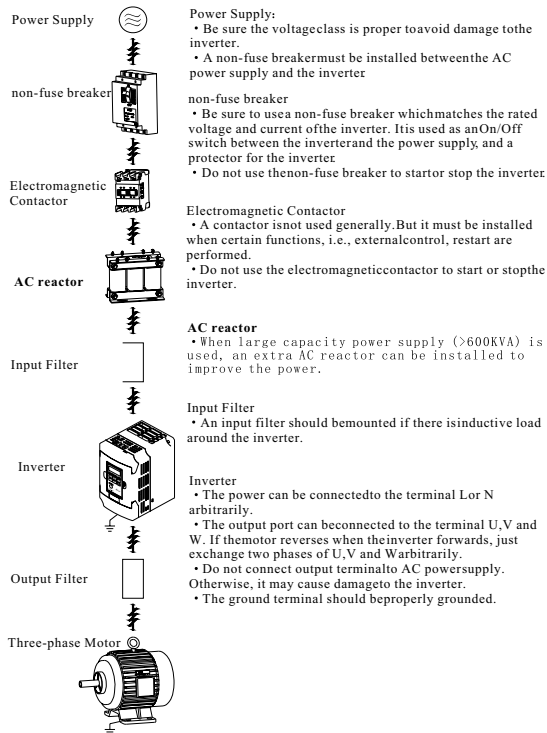 Power Supply
Power Supply:
• Be sure the voltageclass is proper toavoid damage tothe
inverter.
• A non-fuse breakermust be installed betweenthe AC
power supply and the inverter.
non-fuse breaker
non-fuse breaker
• Be sure to usea non-fuse breaker whichmatches the rated
voltage and current ofthe inverter. Itis used as anOn/Off
switch between the inverterand the power supply, and a
protector for the inverter.
• Do not use thenon-fuse breaker to startor stop the inverter.
Electromagnetic
Contactor
Electromagnetic Contactor
• A contactor isnot used generally.But it must be installed
when certain functions, i.e., externalcontrol, restart are
performed.
• Do not use the electromagneticcontactor to start or stopthe
inverter.
AC reactor
AC reactor
• When large capacity power supply (>600KVA) is
used, an extra AC reactor can be installed to
improve the power.
Input Filter
Input Filter
• An input filter should bemounted if there isinductive load
around the inverter.
Inverter
Inverter
• The power can be connectedto the terminal Lor N
arbitrarily.
• The output port can beconnected to the terminal U,V and
W. If themotor reverses when theinverter forwards, just
exchange two phases of U,V and Warbitrarily.
• Do not connect output terminalto AC powersupply.
Otherwise, it may cause damageto the inverter.
• The ground terminal should beproperly grounded.
Output Filter
Three-phase Motor